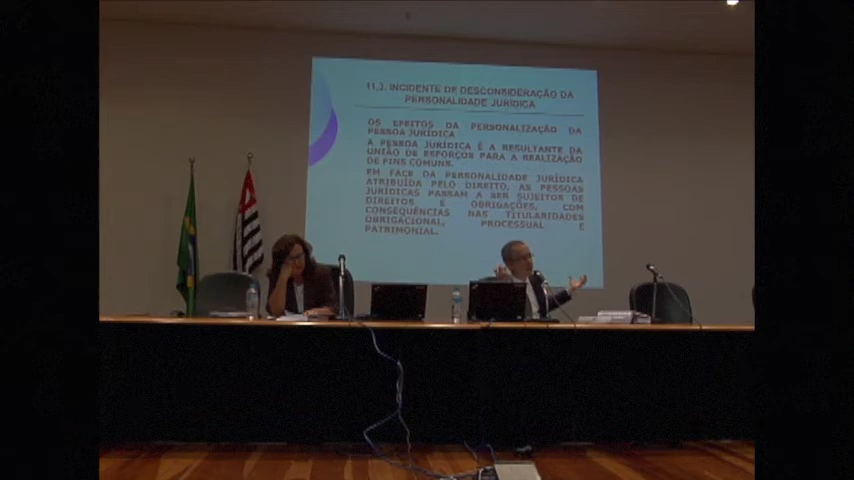 11.2. INCIDENTE DE DESCONSIDERAÇÃO DA
PERSONALIDADE JURÍDICA
OS EFEITOS DA PERSONALIZAÇÃO DA
PESSOA JURÍDICA
A PESSOA JURÍDICA É A RESULTANTE DA
UNIÃO DE ESFORÇOS PARA A REALIZAÇÃO
DE FINS COMUNS.
EM FACE DA PERSONALIDADE JURÍDICA
ATRIBUÍDA PELO DIREITO, AS PESSOAS
JURÍDICAS PASSAM A SER SUJEITOS DE
DIREITOS E OBRIGAÇÕES, COM
CONSEQUÊNCIAS NAS TITULARIDADES
OBRIGACIONAL, PROCESSUAL E
PATRIMONIAL.